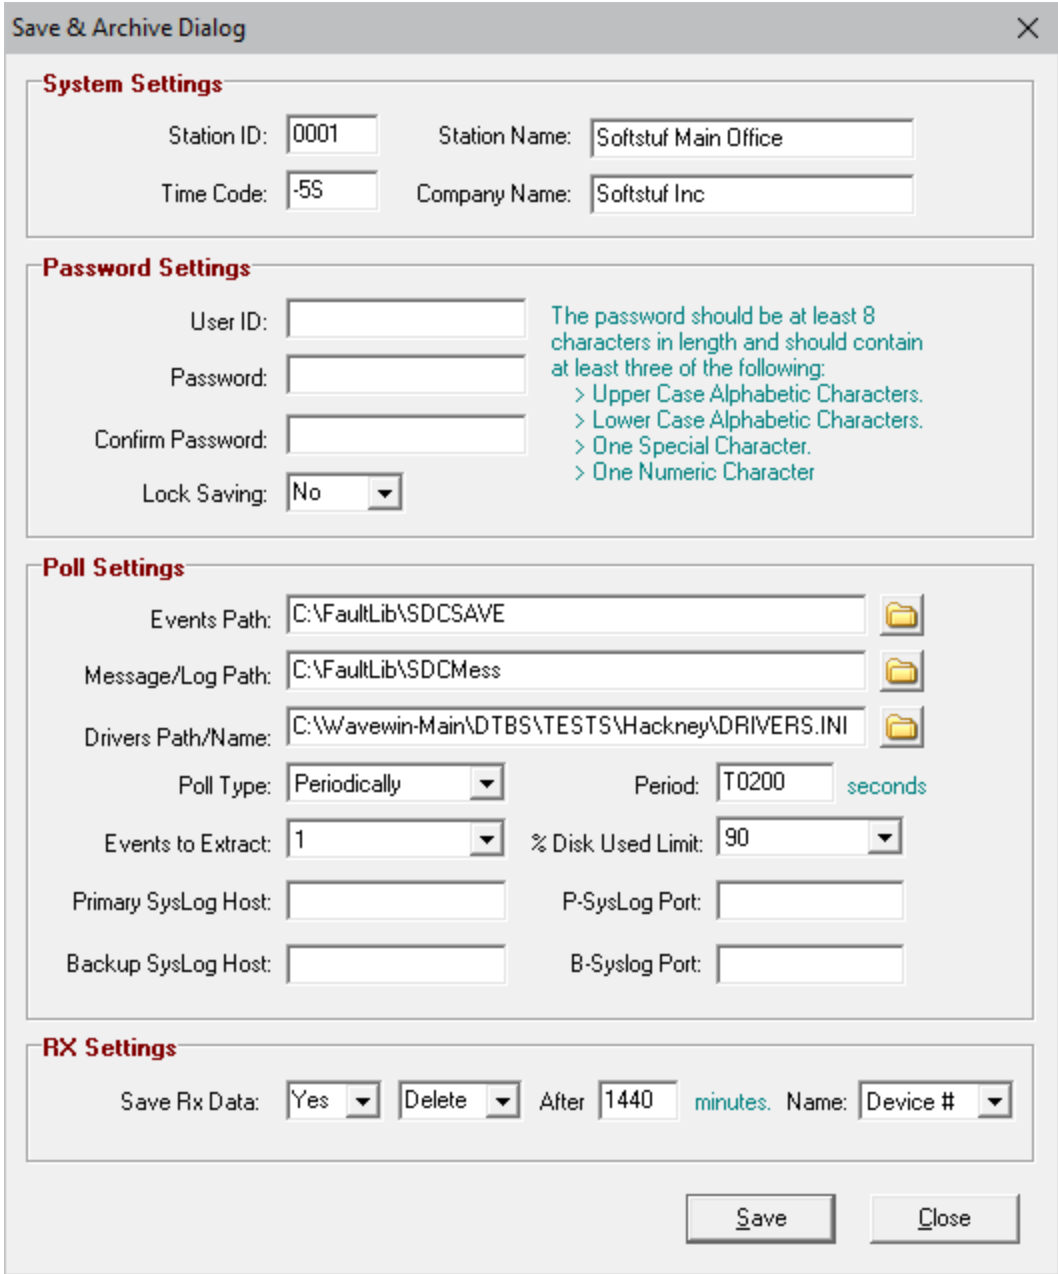 Save & Archive Dialog
System Settings
Station ID: 0001 Station Name: Softstuf Main Office
Time Code: -5S Company Name: Softstuf Inc
Password Settings
User ID:
Password:
Confirm Password:
Lock Saving: No
The password should be at least 8
characters in length and should contain
at least three of the following:
> Upper Case Alphabetic Characters.
> Lower Case Alphabetic Characters.
> One Special Character.
> One Numeric Character
Poll Settings
Events Path: C:\FaultLib\SDCSAVE
Message/Log Path: C:\FaultLib\SDCMess
Drivers Path/Name: C:\Wavewin-Main\DTBS\TESTS\Hackney\DRIVERS.INI
Poll Type: Periodically Period: T0200 seconds
Events to Extract: 1 % Disk Used Limit: 90
Primary SysLog Host: P-SysLog Port:
Backup SysLog Host: B-Syslog Port:
RX Settings
Save Rx Data: Yes Delete After 1440 minutes. Name: Device #
Save Close